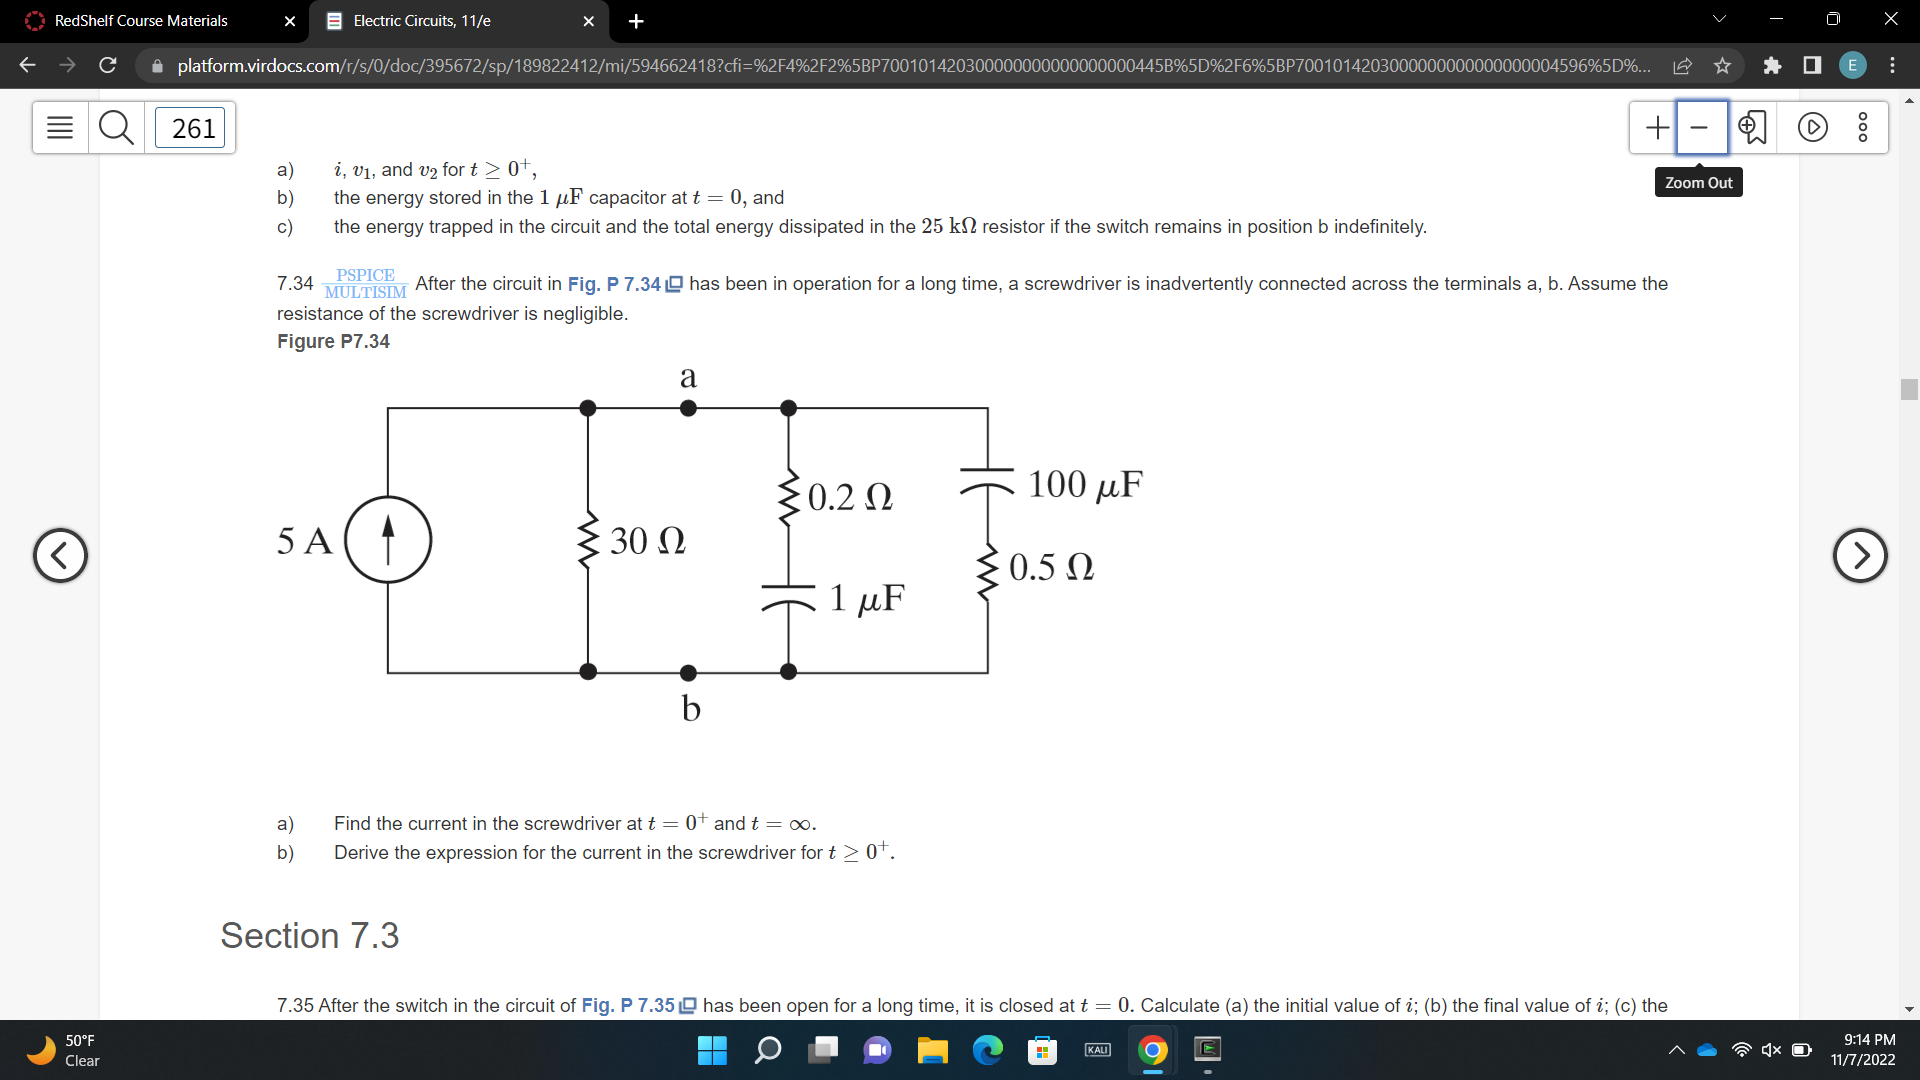 RedShelf Course Materials
Electric Circuits, 11/e
platform.virdocs.com/r/s/0/doc/395672/sp/189822412/mi/594662418?cfi=%2F4%2F2%5BP70010142030000000000000000000445B%5D%2F6%5BP70010142030000000000000000004596%5D%...
E
261
Zoom Out
a) i, v₁, and v₂ for t ≥ 0⁺,
b) the energy stored in the 1 μF capacitor at t = 0, and
c) the energy trapped in the circuit and the total energy dissipated in the 25 kΩ resistor if the switch remains in position b indefinitely.
7.34 PSPICE MULTISIM After the circuit in Fig. P 7.34 has been in operation for a long time, a screwdriver is inadvertently connected across the terminals a, b. Assume the
resistance of the screwdriver is negligible.
Figure P7.34
a
5 A
30 Ω
0.2 Ω
1 μF
100 μF
0.5 Ω
b
a) Find the current in the screwdriver at t = 0⁺ and t = ∞.
b) Derive the expression for the current in the screwdriver for t ≥ 0⁺.
Section 7.3
7.35 After the switch in the circuit of Fig. P 7.35 has been open for a long time, it is closed at t = 0. Calculate (a) the initial value of i; (b) the final value of i; (c) the
50°F
Clear
KALI
9:14 PM
11/7/2022